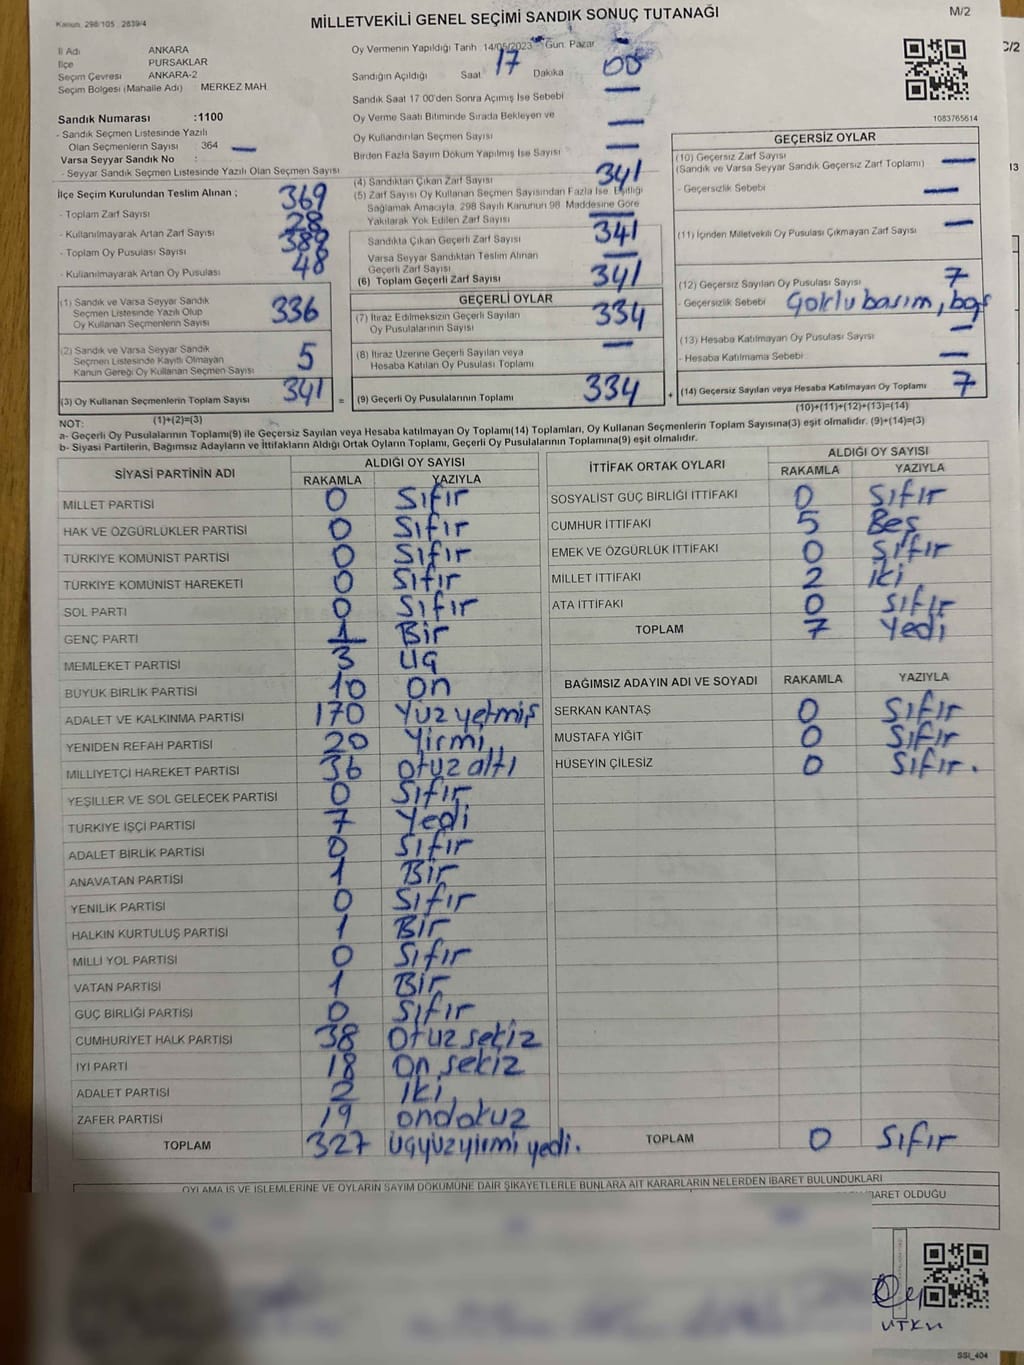 Kanun 298/105 2839/4
MİLLETVEKİLİ GENEL SEÇİMİ SANDIK SONUÇ TUTANAĞI
M/2
İl Adı ANKARA
İlçe PURSAKLAR
Seçim Çevresi ANKARA-2
Seçim Bölgesi (Mahalle Adı) MERKEZ MAH
Oy Vermenin Yapıldığı Tarih 14/05/2023 Gün: Pazar
Sandığın Açıldığı Saat 17 Dakika 00
Sandık Saat 17 00'den Sonra Açımış İse Sebebi —
Oy Verme Saati Bitiminde Sırada Bekleyen ve
Oy Kullandırılan Seçmen Sayısı —
Birden Fazla Sayım Döküm Yapılmış İse Sayısı —
1083765614
Sandık Numarası :1100
- Sandık Seçmen Listesinde Yazılı
Olan Seçmenlerin Sayısı 364 —
Varsa Seyyar Sandık No :
- Seyyar Sandık Seçmen Listesinde Yazılı Olan Seçmen Sayısı
İlçe Seçim Kurulundan Teslim Alınan ;
- Toplam Zarf Sayısı 369
- Kullanılmayarak Artan Zarf Sayısı 28
- Toplam Oy Pusulası Sayısı 389
- Kullanılmayarak Artan Oy Pusulası 48
(1) Sandık ve Varsa Seyyar Sandık
Seçmen Listesinde Yazılı Olup
Oy Kullanan Seçmenlerin Sayısı 336
(2) Sandık ve Varsa Seyyar Sandık
Seçmen Listesinde Kayıtlı Olmayan
Kanun Gereği Oy Kullanan Seçmen Sayısı 5
(3) Oy Kullanan Seçmenlerin Toplam Sayısı 341 =
(1)+(2)=(3)
(4) Sandıktan Çıkan Zarf Sayısı 341
(5) Zarf Sayısı Oy Kullanan Seçmen Sayısından Fazla İse, Eşitliği
Sağlamak Amacıyla, 298 Sayılı Kanunun 98 Maddesine Göre
Yakılarak Yok Edilen Zarf Sayısı —
Sandıkta Çıkan Geçerli Zarf Sayısı 341
Varsa Seyyar Sandıktan Teslim Alınan
Geçerli Zarf Sayısı —
(6) Toplam Geçerli Zarf Sayısı 341
GEÇERLİ OYLAR
(7) İtiraz Edilmeksizin Geçerli Sayılan
Oy Pusulalarının Sayısı 334
(8) İtiraz Üzerine Geçerli Sayılan veya
Hesaba Katılan Oy Pusulası Toplamı —
(9) Geçerli Oy Pusulalarının Toplamı 334 +
GEÇERSİZ OYLAR
(10) Geçersiz Zarf Sayısı
(Sandık ve Varsa Seyyar Sandık Geçersiz Zarf Toplamı) —
- Geçersizlik Sebebi —
(11) İçinden Milletvekili Oy Pusulası Çıkmayan Zarf Sayısı —
(12) Geçersiz Sayılan Oy Pusulası Sayısı 7
- Geçersizlik Sebebi Çoklu basım, boş
(13) Hesaba Katılmayan Oy Pusulası Sayısı —
- Hesaba Katılmama Sebebi —
(14) Geçersiz Sayılan veya Hesaba Katılmayan Oy Toplamı 7
(10)+(11)+(12)+(13)=(14)
NOT:
a- Geçerli Oy Pusulalarının Toplamı(9) ile Geçersiz Sayılan veya Hesaba katılmayan Oy Toplamı(14) Toplamları, Oy Kullanan Seçmenlerin Toplam Sayısına(3) eşit olmalıdır. (9)+(14)=(3)
b- Siyasi Partilerin, Bağımsız Adayların ve İttifakların Aldığı Ortak Oyların Toplamı, Geçerli Oy Pusulalarının Toplamına(9) eşit olmalıdır.
SİYASİ PARTİNİN ADI ALDIĞI OY SAYISI
RAKAMLA YAZIYLA
MİLLET PARTİSİ 0 Sıfır
HAK VE ÖZGÜRLÜKLER PARTİSİ 0 Sıfır
TÜRKİYE KOMÜNİST PARTİSİ 0 Sıfır
TÜRKİYE KOMÜNİST HAREKETİ 0 Sıfır
SOL PARTİ 0 Sıfır
GENÇ PARTİ 1 Bir
MEMLEKET PARTİSİ 3 Üç
BÜYÜK BİRLİK PARTİSİ 10 On
ADALET VE KALKINMA PARTİSİ 170 Yüz yetmiş
YENİDEN REFAH PARTİSİ 20 Yirmi
MİLLİYETÇİ HAREKET PARTİSİ 36 Otuz altı
YEŞİLLER VE SOL GELECEK PARTİSİ 0 Sıfır
TÜRKİYE İŞÇİ PARTİSİ 7 Yedi
ADALET BİRLİK PARTİSİ 0 Sıfır
ANAVATAN PARTİSİ 1 Bir
YENİLİK PARTİSİ 0 Sıfır
HALKIN KURTULUŞ PARTİSİ 1 Bir
MİLLİ YOL PARTİSİ 0 Sıfır
VATAN PARTİSİ 1 Bir
GÜÇ BİRLİĞİ PARTİSİ 0 Sıfır
CUMHURİYET HALK PARTİSİ 38 Otuz sekiz
İYİ PARTİ 18 On sekiz
ADALET PARTİSİ 2 İki
ZAFER PARTİSİ 19 ondokuz
TOPLAM 327 Üçyüzyirmi yedi.
İTTİFAK ORTAK OYLARI ALDIĞI OY SAYISI
RAKAMLA YAZIYLA
SOSYALİST GÜÇ BİRLİĞİ İTTİFAKI 0 Sıfır
CUMHUR İTTİFAKI 5 Beş
EMEK VE ÖZGÜRLÜK İTTİFAKI 0 Sıfır
MİLLET İTTİFAKI 2 İki
ATA İTTİFAKI 0 Sıfır
TOPLAM 7 Yedi
BAĞIMSIZ ADAYIN ADI VE SOYADI RAKAMLA YAZIYLA
SERKAN KANTAŞ 0 Sıfır
MUSTAFA YİĞİT 0 Sıfır
HÜSEYİN ÇİLESİZ 0 Sıfır.
TOPLAM 0 Sıfır
OYLAMA İŞ VE İŞLEMLERİNE VE OYLARIN SAYIM DÖKÜMÜNE DAİR ŞİKAYETLERLE BUNLARA AİT KARARLARIN NELERDEN İBARET BULUNDUKLARI
BARET OLDUĞU
UTKU
SSI_404
C/2
13